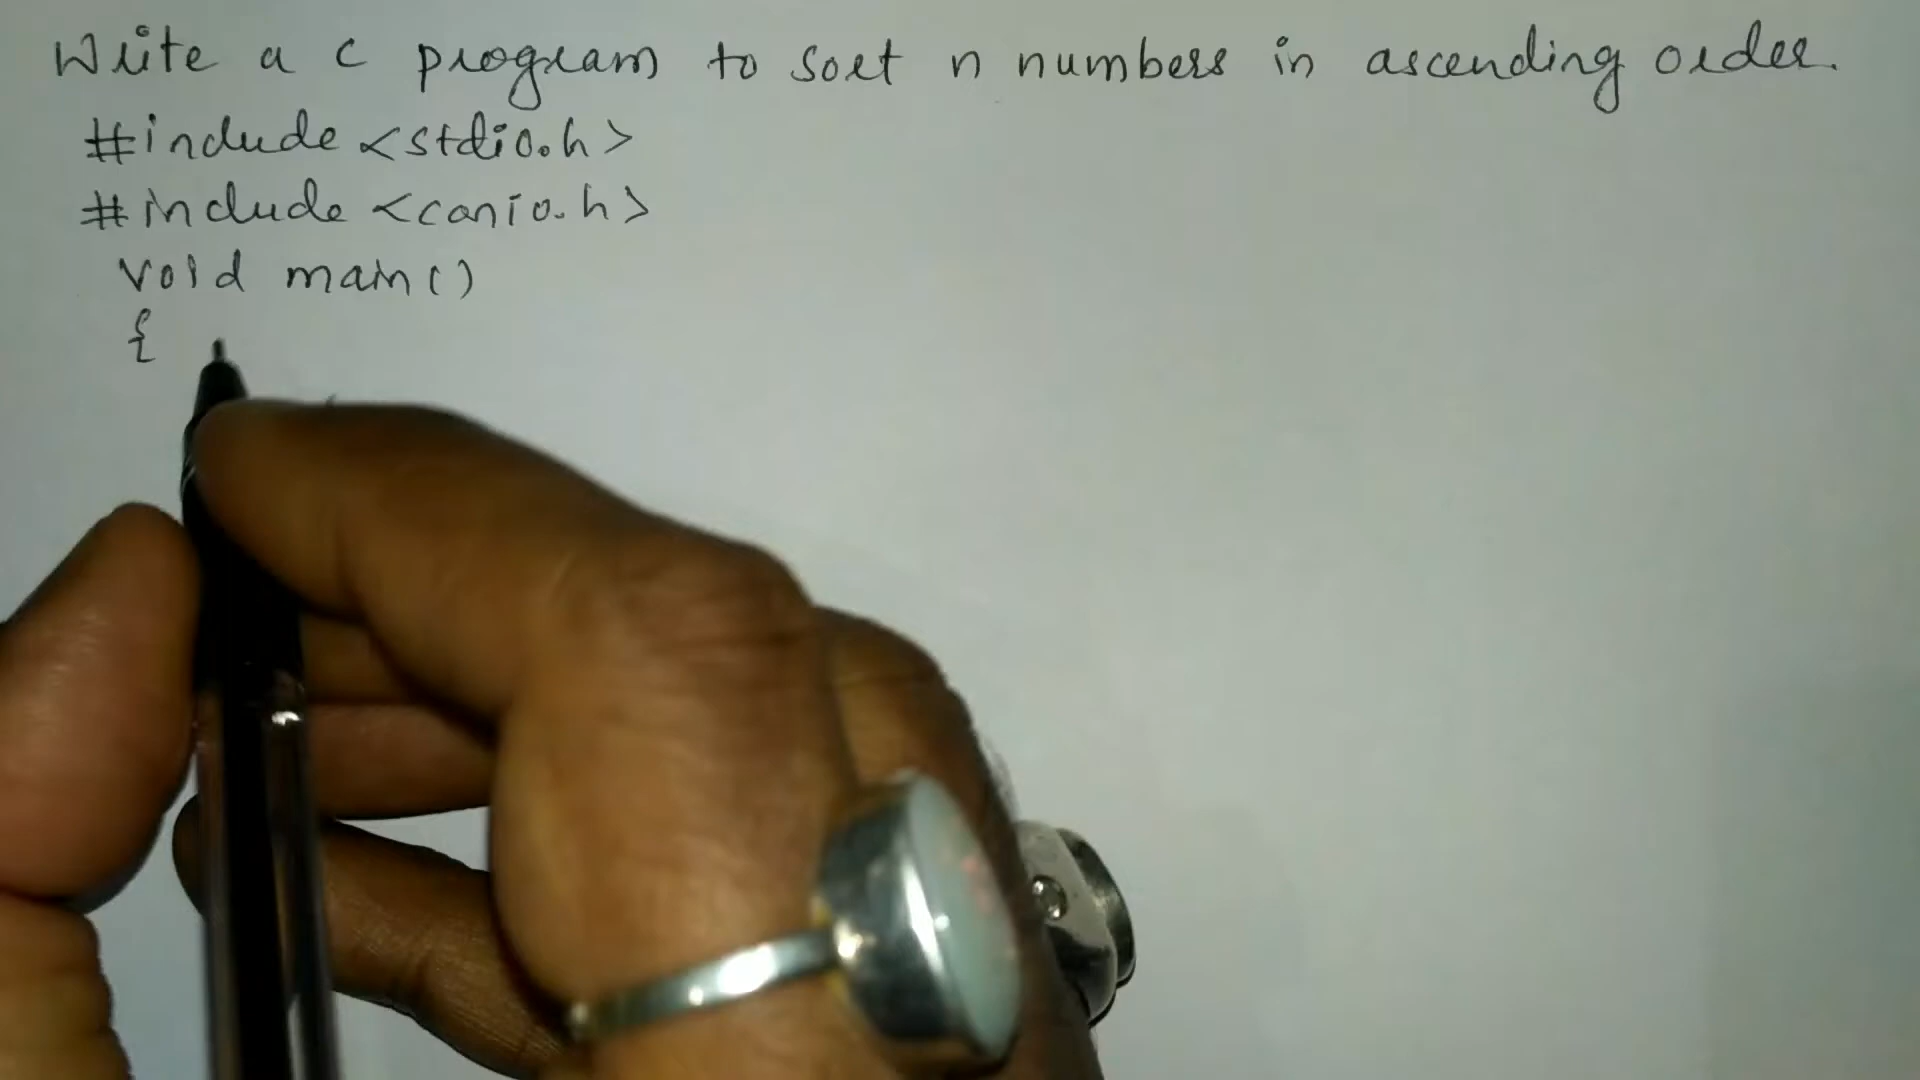 Write a c program to sort n numbers in ascending order.
#include <stdio.h>
#include <conio.h>
void main()
{